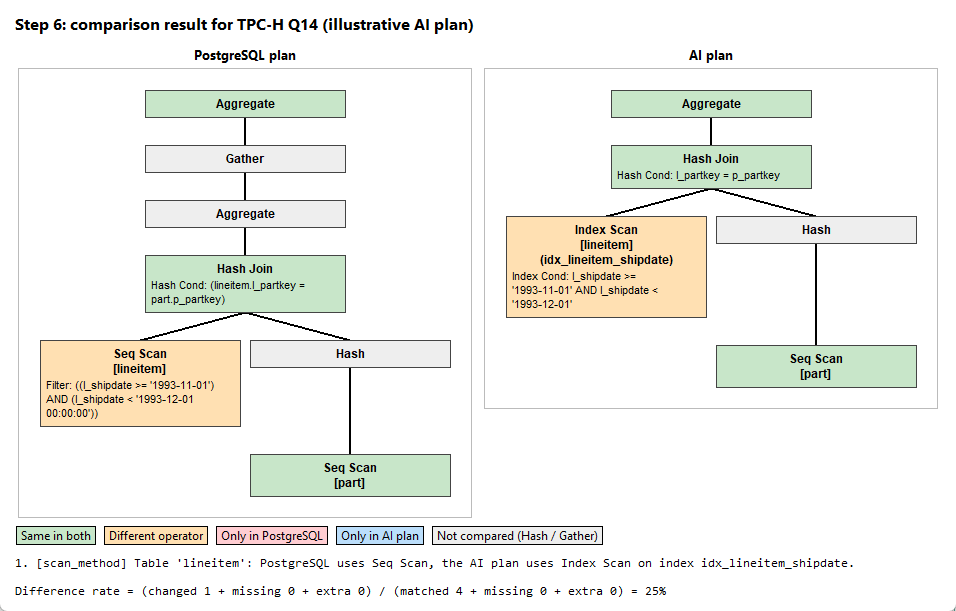 Step 6: comparison result for TPC-H Q14 (illustrative AI plan)
PostgreSQL plan
Aggregate
Gather
Aggregate
Hash Join
Hash Cond: (lineitem.l_partkey =
part.p_partkey)
Seq Scan
[lineitem]
Filter: ((l_shipdate >= '1993-11-01')
AND (l_shipdate < '1993-12-01
00:00:00'))
Hash
Seq Scan
[part]
AI plan
Aggregate
Hash Join
Hash Cond: l_partkey = p_partkey
Index Scan
[lineitem]
(idx_lineitem_shipdate)
Index Cond: l_shipdate >=
'1993-11-01' AND l_shipdate <
'1993-12-01'
Hash
Seq Scan
[part]
Same in both
Different operator
Only in PostgreSQL
Only in AI plan
Not compared (Hash / Gather)
1. [scan_method] Table 'lineitem': PostgreSQL uses Seq Scan, the AI plan uses Index Scan on index idx_lineitem_shipdate.
Difference rate = (changed 1 + missing 0 + extra 0) / (matched 4 + missing 0 + extra 0) = 25%